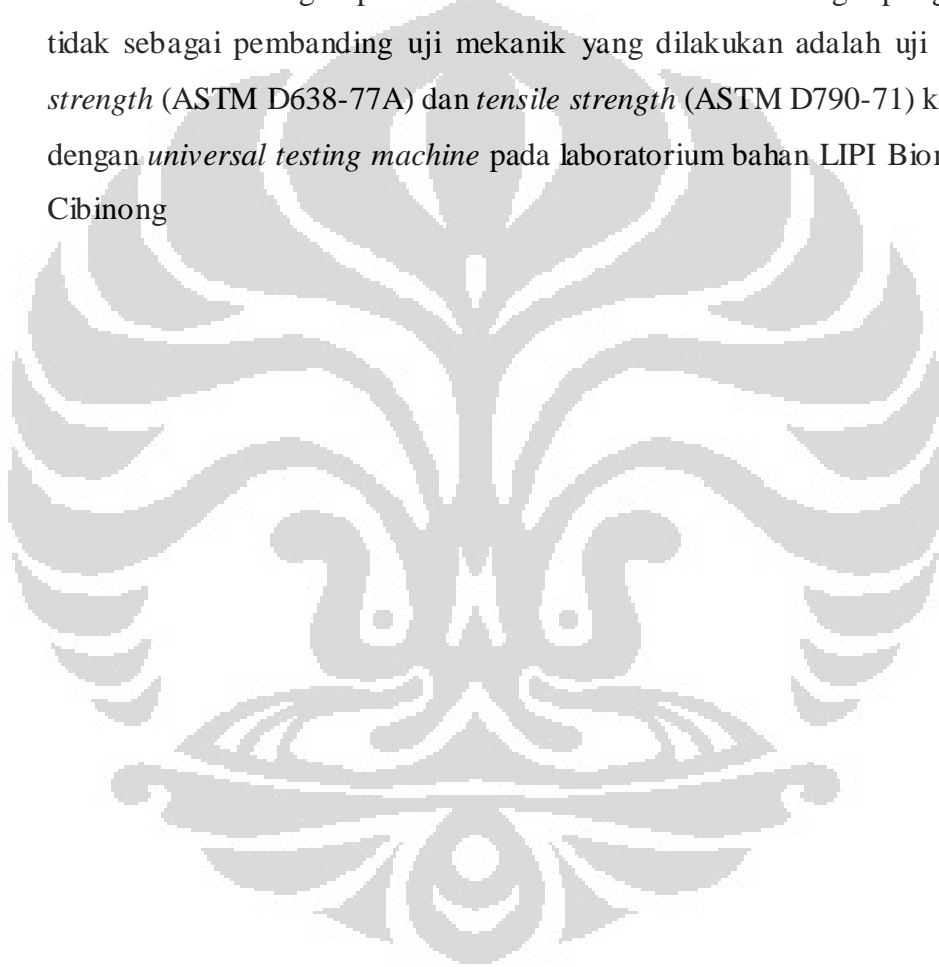 tidak sebagai pembanding uji mekanik yang dilakukan adalah uji
strength (ASTM D638-77A) dan tensile strength (ASTM D790-71) k
dengan universal testing machine pada laboratorium bahan LIPI Bior
Cibinong